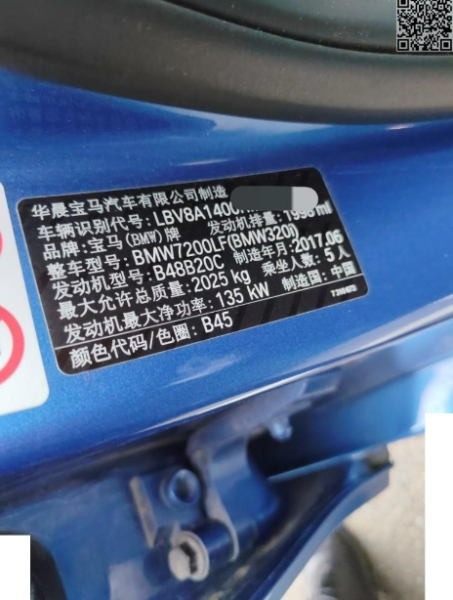 华晨宝马汽车有限公司制造
车辆识别代号: LBV8A140
品牌: 宝马(BMW)牌 发动机排量: 1998 ml
整车型号: BMW7200LF(BMW320i)
发动机型号: B48B20C 制造年月: 2017.06
最大允许总质量: 2025 kg 乘坐人数: 5 人
发动机最大净功率: 135 kW 制造国: 中国
颜色代码/色圈: B45